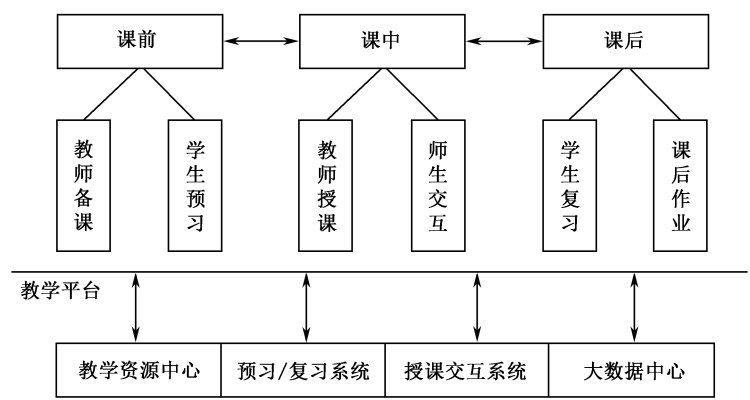 课前
课中
课后
教师备课
学生预习
教师授课
师生交互
学生复习
课后作业
教学平台
教学资源中心
预习/复习系统
授课交互系统
大数据中心